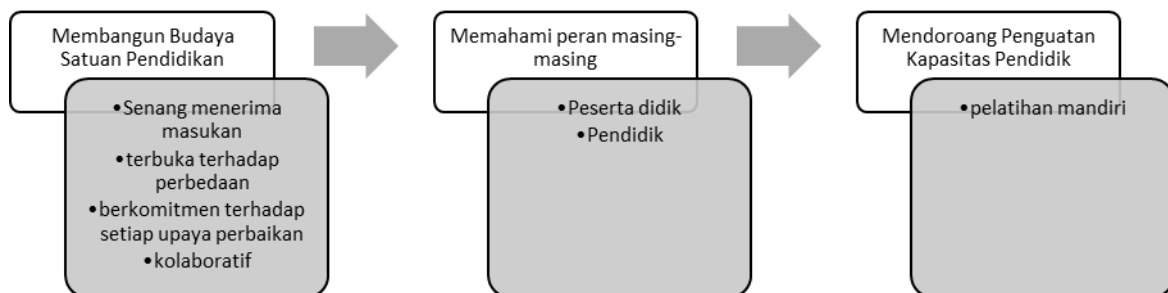 Membangun Budaya
Satuan Pendidikan
•Senang menerima
masukan
•terbuka terhadap
perbedaan
•berkomitmen terhadap
setiap upaya perbaikan
•kolaboratif
Memahami peran masing-
masing
•Peserta didik
•Pendidik
Mendoroang Penguatan
Kapasitas Pendidik
•pelatihan mandiri